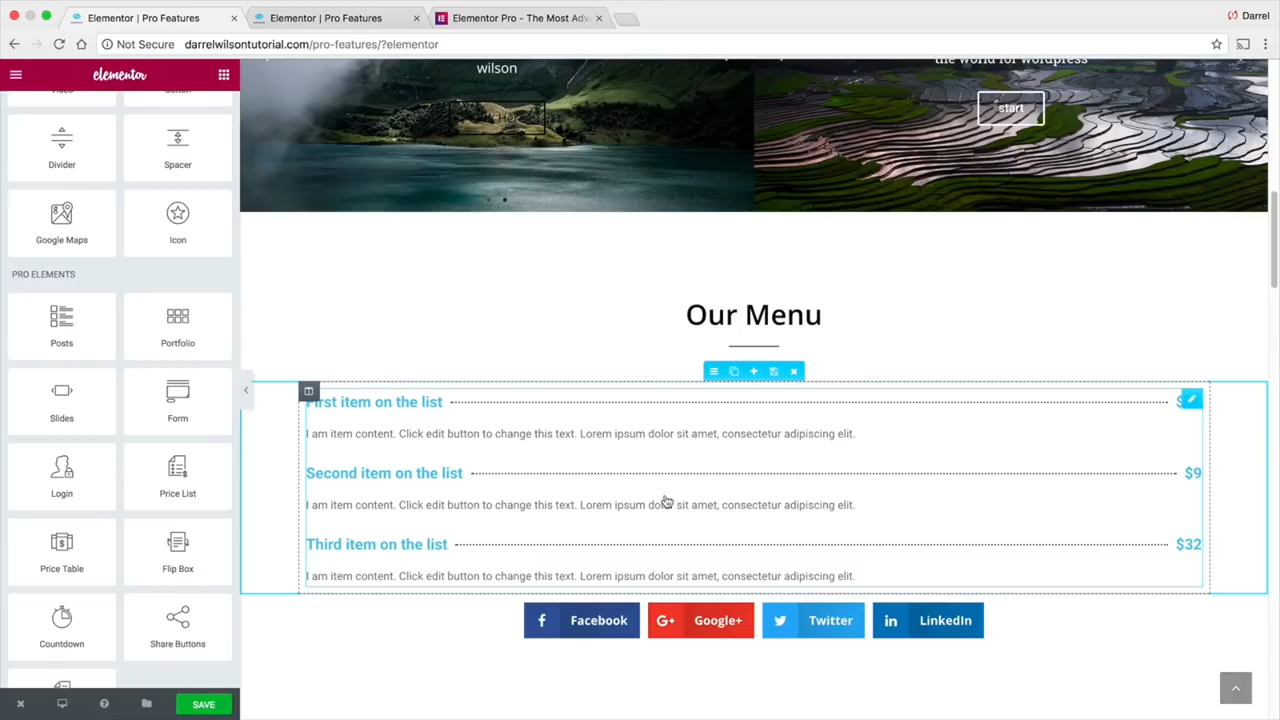 Elementor | Pro Features
Elementor | Pro Features
Elementor Pro - The Most Adv
Darrel
Not Secure
darrelwilsontutorial.com/pro-features/?elementor
elementor
Video
Button
Divider
Spacer
Google Maps
Icon
PRO ELEMENTS
Posts
Portfolio
Slides
Form
Login
Price List
Price Table
Flip Box
Countdown
Share Buttons
SAVE
wilson
Here
the world for wordpress
start
Our Menu
First item on the list
I am item content. Click edit button to change this text. Lorem ipsum dolor sit amet, consectetur adipiscing elit.
Second item on the list $9
I am item content. Click edit button to change this text. Lorem ipsum dolor sit amet, consectetur adipiscing elit.
Third item on the list $32
I am item content. Click edit button to change this text. Lorem ipsum dolor sit amet, consectetur adipiscing elit.
Facebook
G+ Google+
Twitter
in LinkedIn